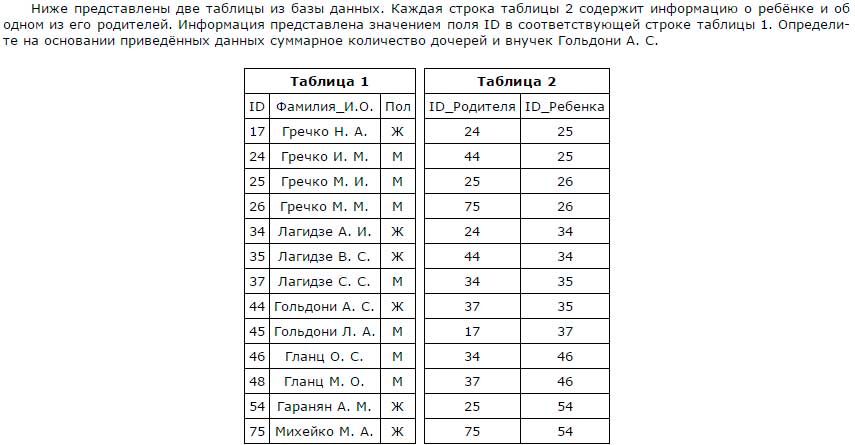 Ниже представлены две таблицы из базы данных. Каждая строка таблицы 2 содержит информацию о ребёнке и об
одном из его родителей. Информация представлена значением поля ID в соответствующей строке таблицы 1. Определи-
те на основании приведённых данных суммарное количество дочерей и внучек Гольдони А. С.
Таблица 1 Таблица 2
ID Фамилия_И.О. Пол ID_Родителя ID_Ребенка
17 Гречко Н. А. Ж 24 25
24 Гречко И. М. М 44 25
25 Гречко М. И. М 25 26
26 Гречко М. М. М 75 26
34 Лагидзе А. И. Ж 24 34
35 Лагидзе В. С. Ж 44 34
37 Лагидзе С. С. М 34 35
44 Гольдони А. С. Ж 37 35
45 Гольдони Л. А. М 17 37
46 Гланц О. С. М 34 46
48 Гланц М. О. М 37 46
54 Гаранян А. М. Ж 25 54
75 Михейко М. А. Ж 75 54